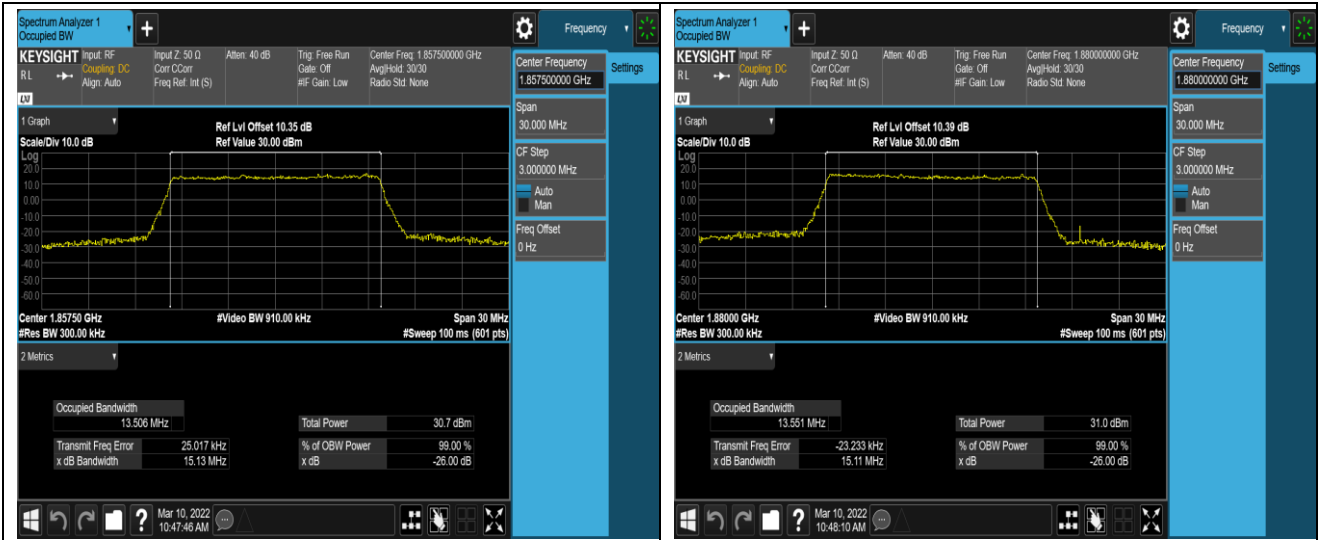 Spectrum Analyzer 1
Occupied BW
+
Frequency
KEYSIGHT Input: RF Input Z: 50 Ω Atten: 40 dB Trig: Free Run Center Freq: 1.857500000 GHz
RL Coupling: DC Corr CCorr Gate: Off Avg|Hold: 30/30
Align: Auto Freq Ref: Int (S) #IF Gain: Low Radio Std: None
LXI
Center Frequency
1.857500000 GHz
Settings
Span
30.000 MHz
CF Step
3.000000 MHz
Auto
Man
Freq Offset
0 Hz
1 Graph
Ref Lvl Offset 10.35 dB
Scale/Div 10.0 dB Ref Value 30.00 dBm
Log
20.0
10.0
0.00
-10.0
-20.0
-30.0
-40.0
-50.0
-60.0
Center 1.85750 GHz #Video BW 910.00 kHz Span 30 MHz
#Res BW 300.00 kHz #Sweep 100 ms (601 pts)
2 Metrics
Occupied Bandwidth
13.506 MHz Total Power 30.7 dBm
Transmit Freq Error 25.017 kHz % of OBW Power 99.00 %
x dB Bandwidth 15.13 MHz x dB -26.00 dB
?
Mar 10, 2022
10:47:46 AM
Spectrum Analyzer 1
Occupied BW
+
Frequency
KEYSIGHT Input: RF Input Z: 50 Ω Atten: 40 dB Trig: Free Run Center Freq: 1.880000000 GHz
RL Coupling: DC Corr CCorr Gate: Off Avg|Hold: 30/30
Align: Auto Freq Ref: Int (S) #IF Gain: Low Radio Std: None
LXI
Center Frequency
1.880000000 GHz
Settings
Span
30.000 MHz
CF Step
3.000000 MHz
Auto
Man
Freq Offset
0 Hz
1 Graph
Ref Lvl Offset 10.39 dB
Scale/Div 10.0 dB Ref Value 30.00 dBm
Log
20.0
10.0
0.00
-10.0
-20.0
-30.0
-40.0
-50.0
-60.0
Center 1.88000 GHz #Video BW 910.00 kHz Span 30 MHz
#Res BW 300.00 kHz #Sweep 100 ms (601 pts)
2 Metrics
Occupied Bandwidth
13.551 MHz Total Power 31.0 dBm
Transmit Freq Error -23.233 kHz % of OBW Power 99.00 %
x dB Bandwidth 15.11 MHz x dB -26.00 dB
?
Mar 10, 2022
10:48:10 AM